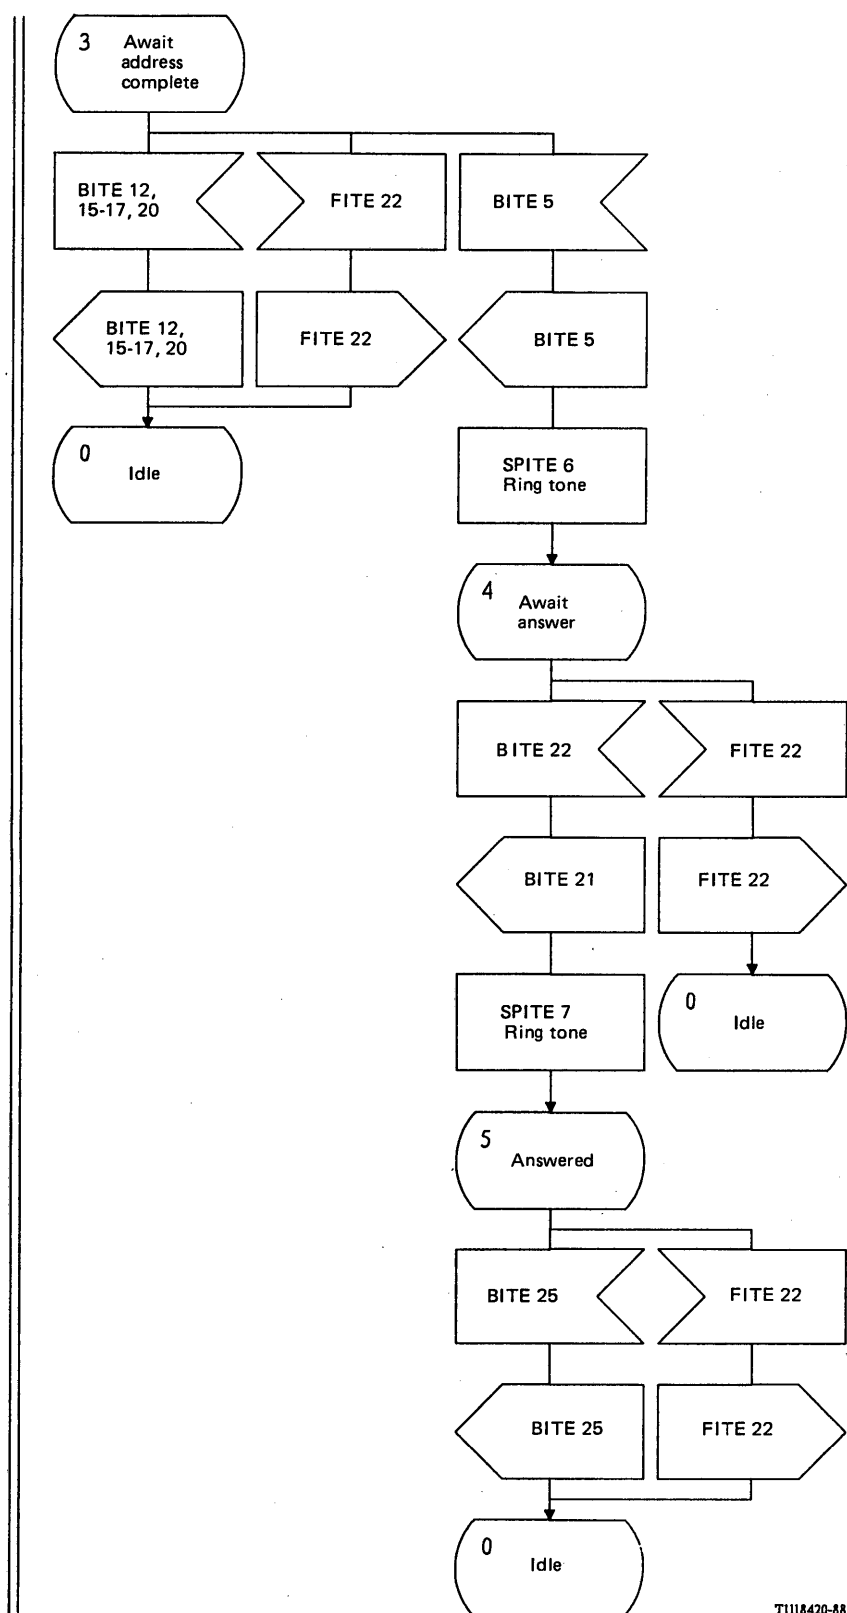 3 Await
address
complete
BITE 12,
15-17, 20
FITE 22
BITE 5
BITE 12,
15-17, 20
FITE 22
BITE 5
0
Idle
SPITE 6
Ring tone
4
Await
answer
BITE 22
FITE 22
BITE 21
FITE 22
SPITE 7
Ring tone
0
Idle
5
Answered
BITE 25
FITE 22
BITE 25
FITE 22
0
Idle
T1118420-88